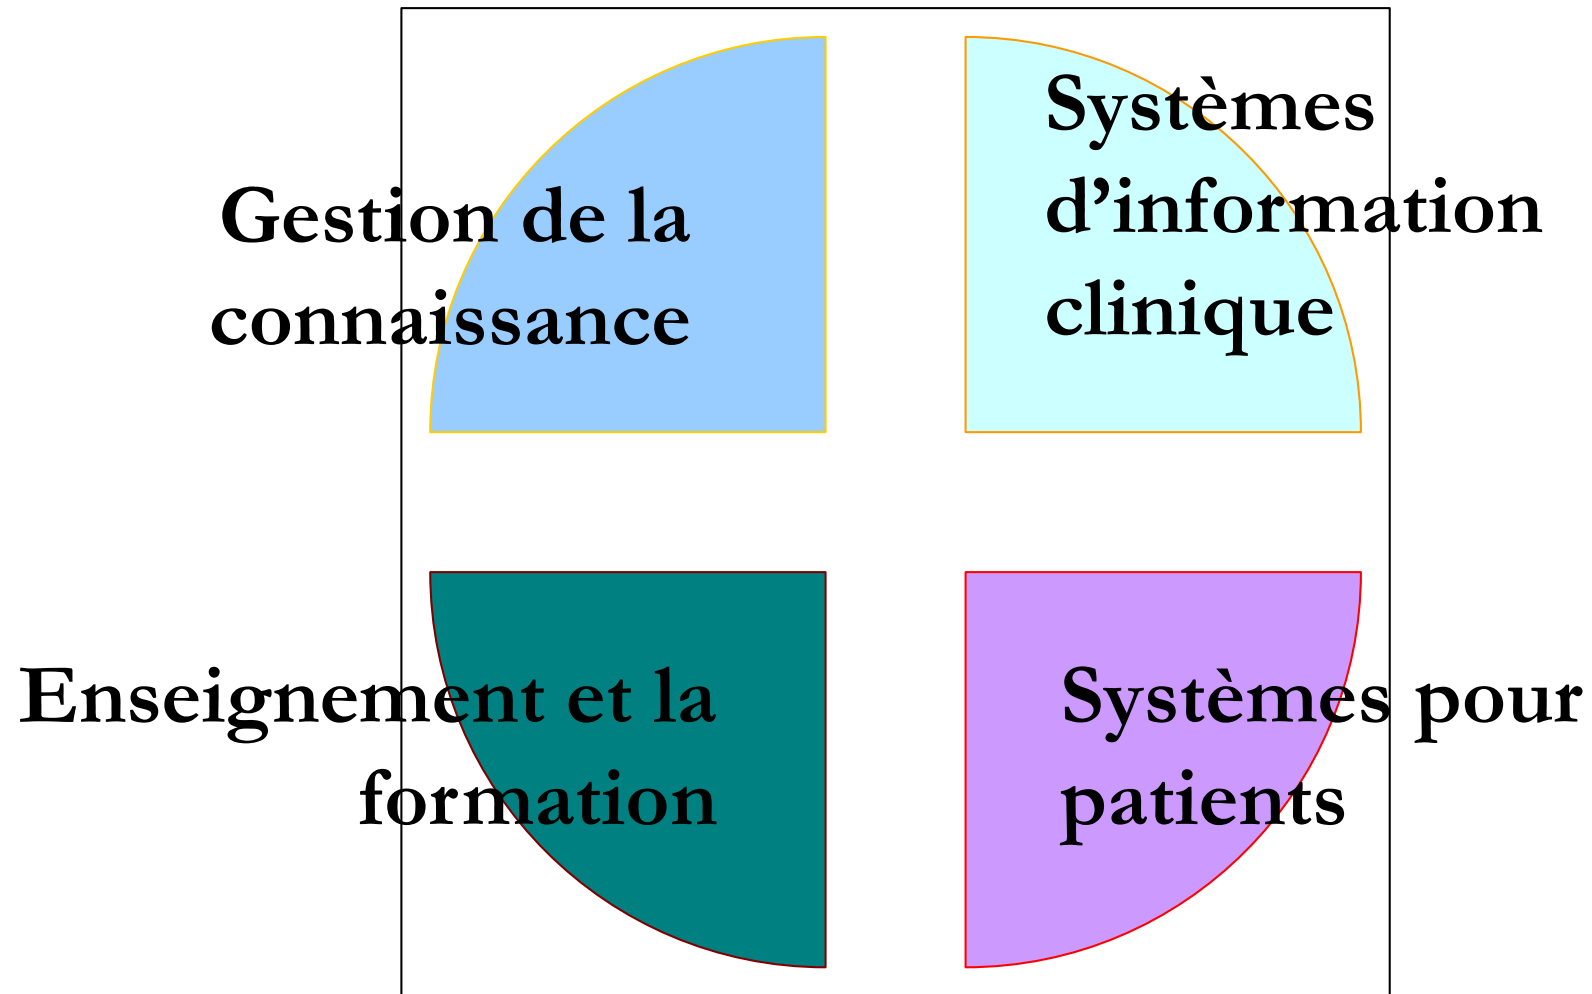 Gestion de la
connaissance
Systèmes
d’information
clinique
Enseignement et la
formation
Systèmes pour
patients